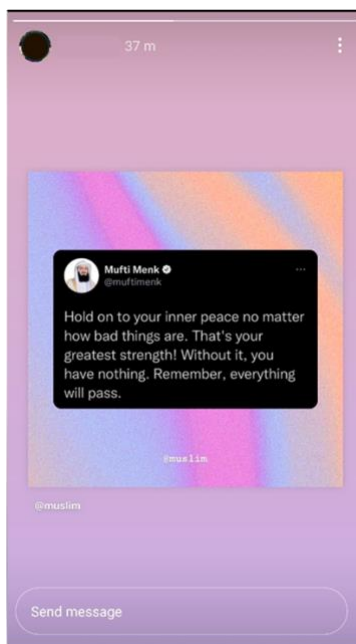 37 m
Mufti Menk
@muftimenk
Hold on to your inner peace no matter
how bad things are. That's your
greatest strength! Without it, you
have nothing. Remember, everything
will pass.
@muslim
@muslim
Send message